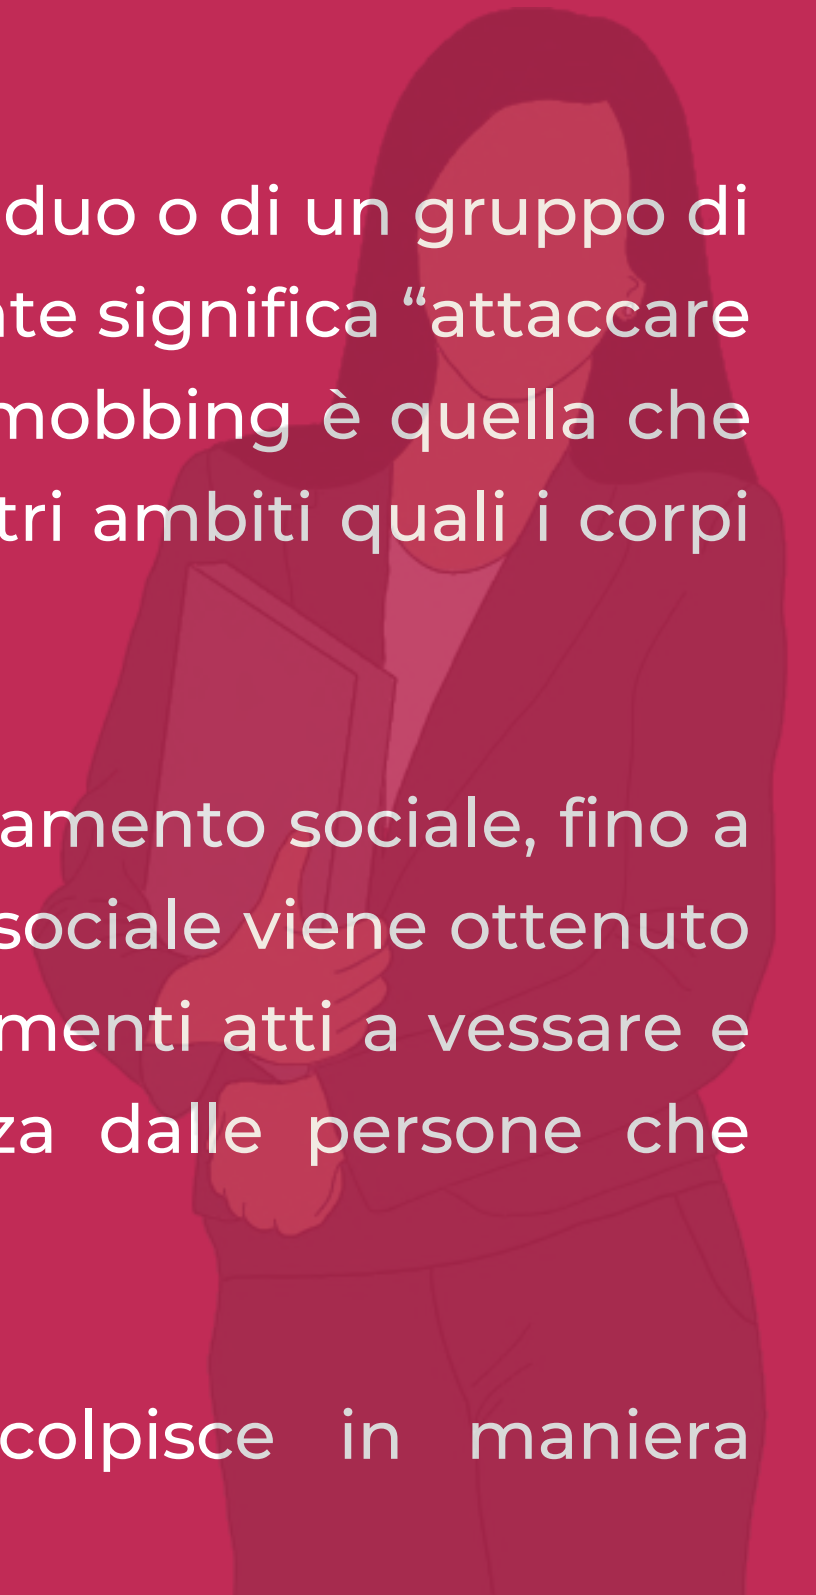 duo o di un gruppo di
te significa “attaccare
mobbing è quella che
tri ambiti quali i corpi
amento sociale, fino a
sociale viene ottenuto
menti atti a vessare e
za dalle persone che
colpisce in maniera